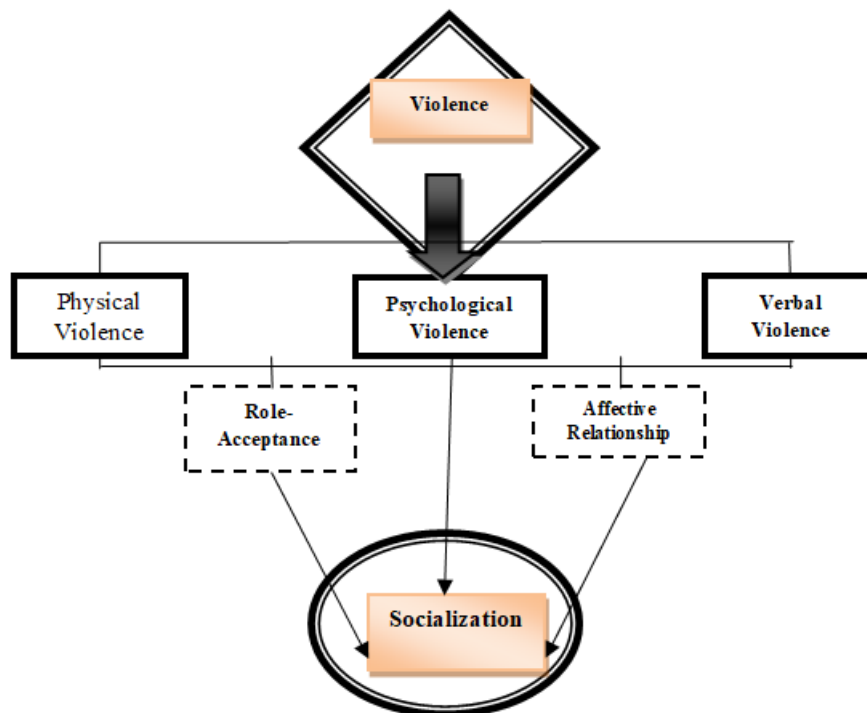 Violence
Physical
Violence
Psychological
Violence
Verbal
Violence
Role-
Acceptance
Affective
Relationship
Socialization